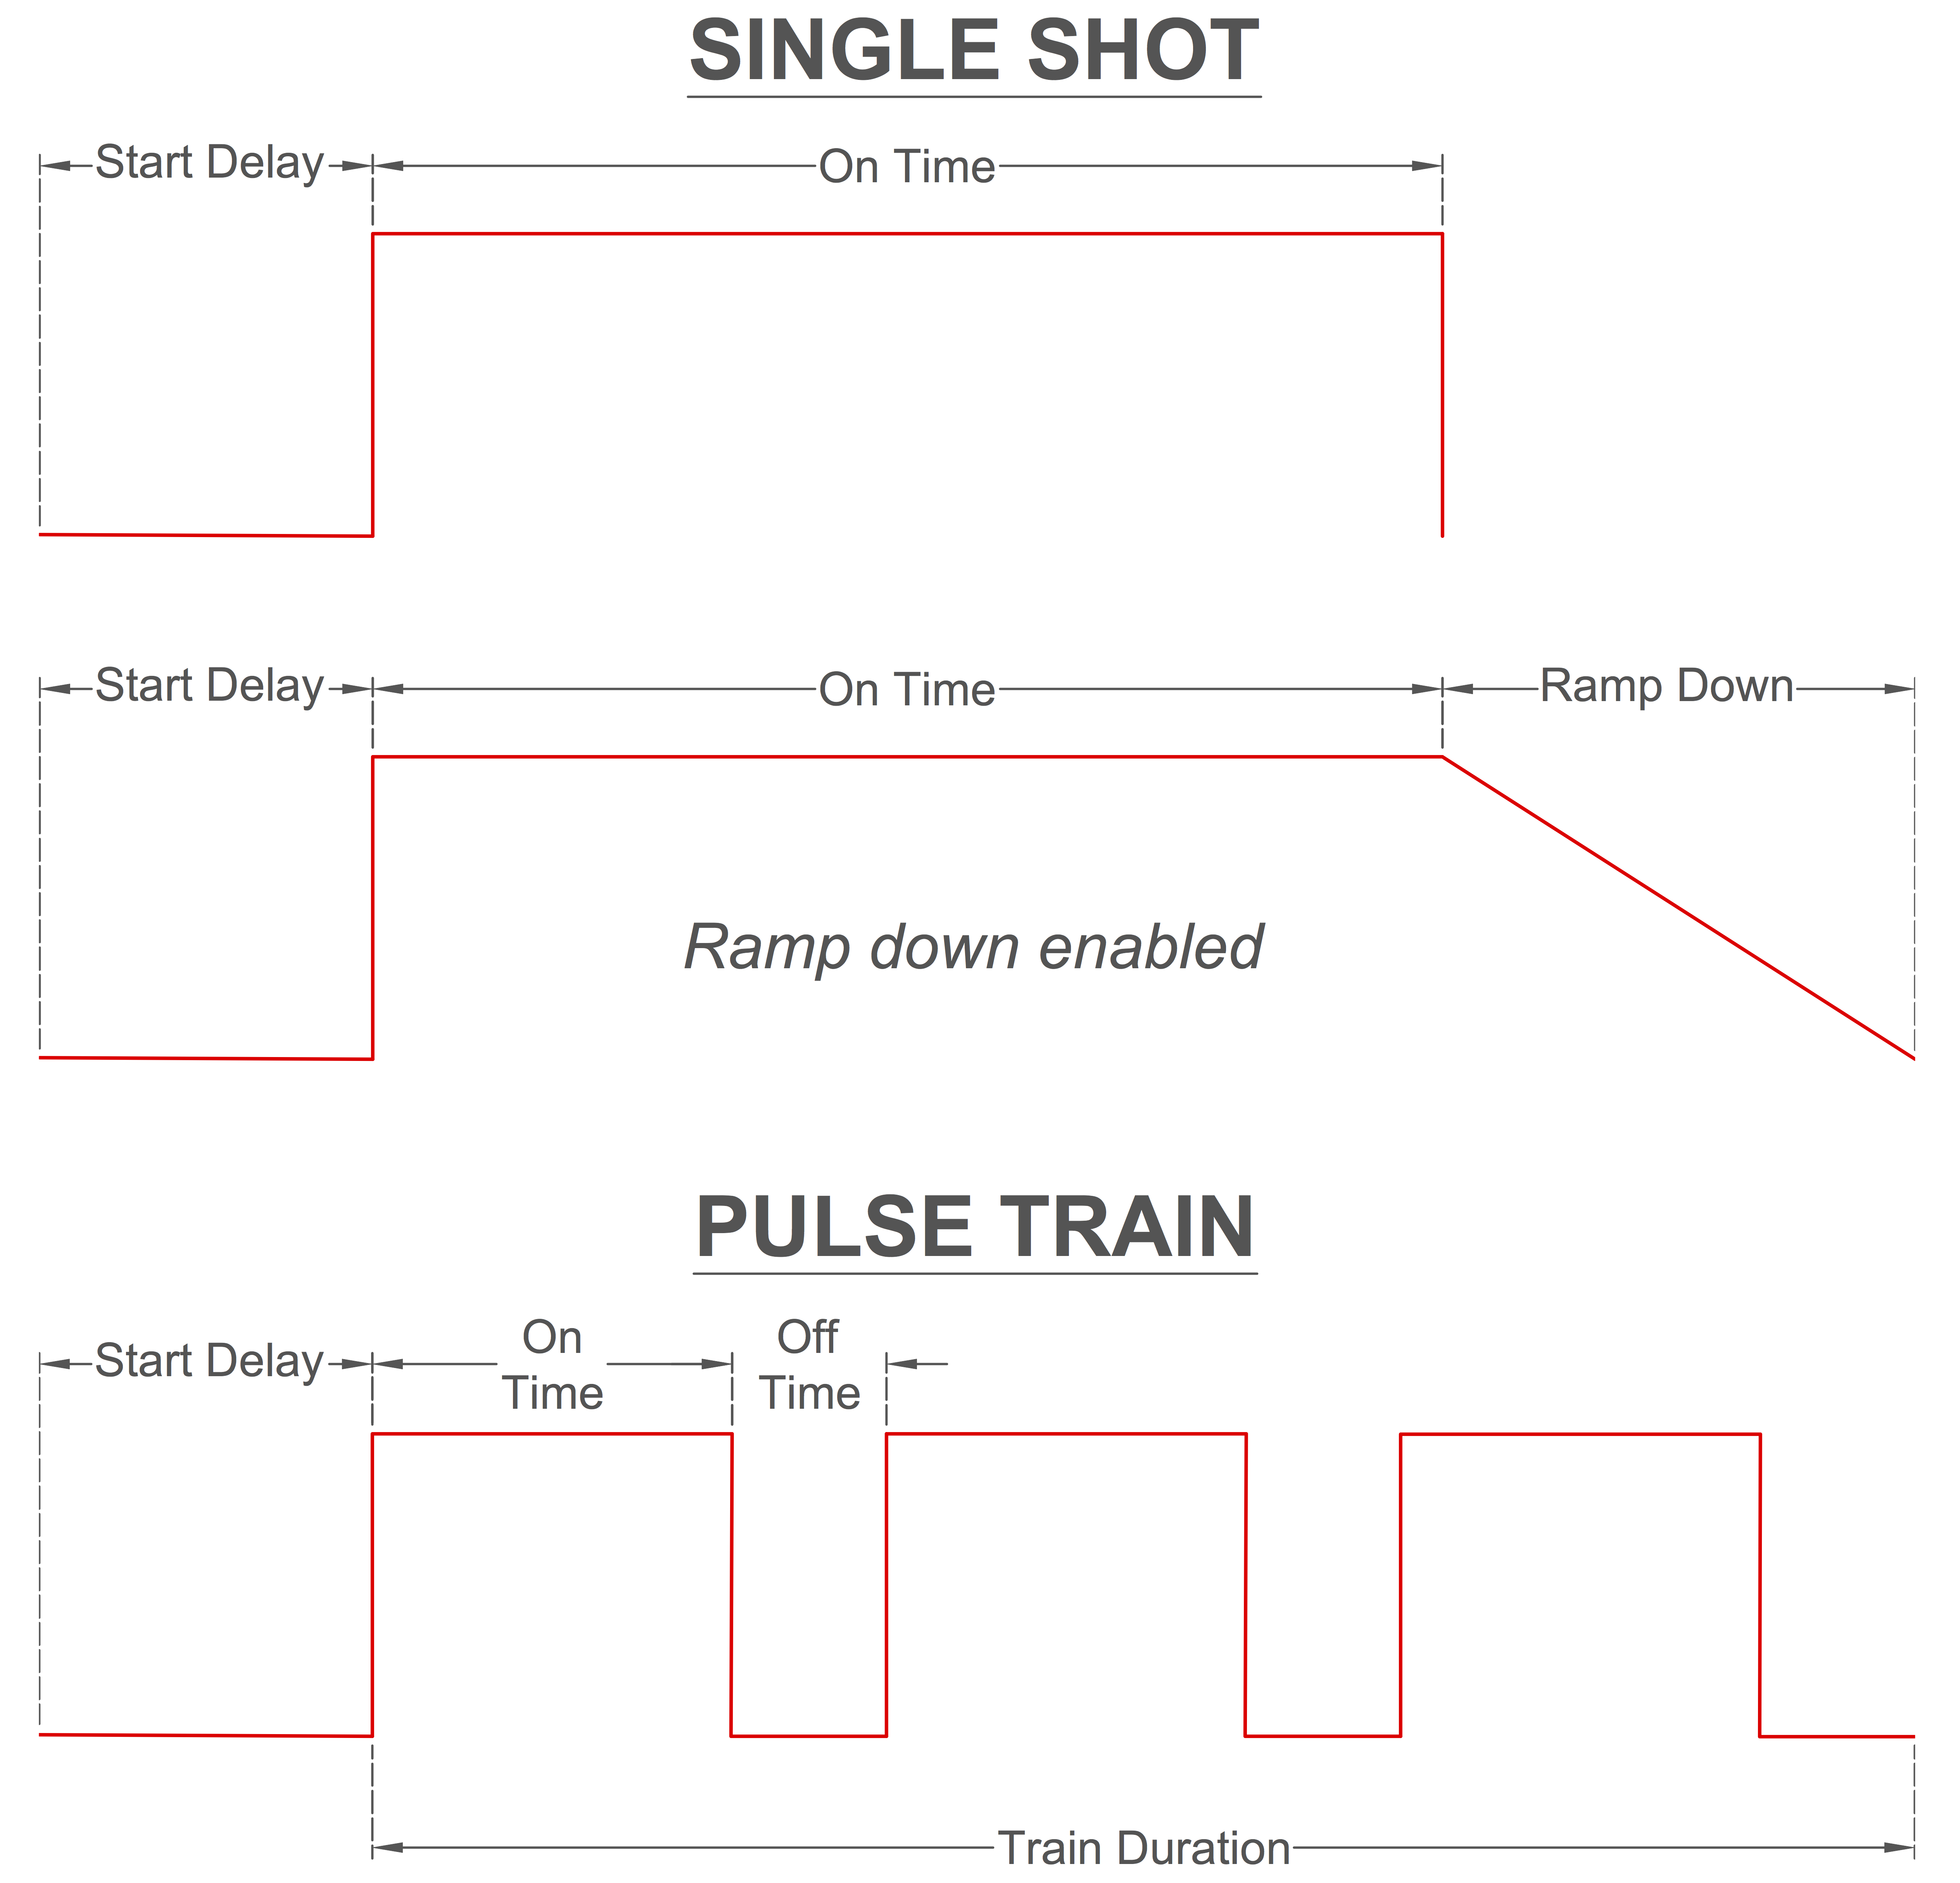 SINGLE SHOT
Start Delay On Time
Start Delay On Time Ramp Down
Ramp down enabled
PULSE TRAIN
Start Delay On Time Off Time
Train Duration